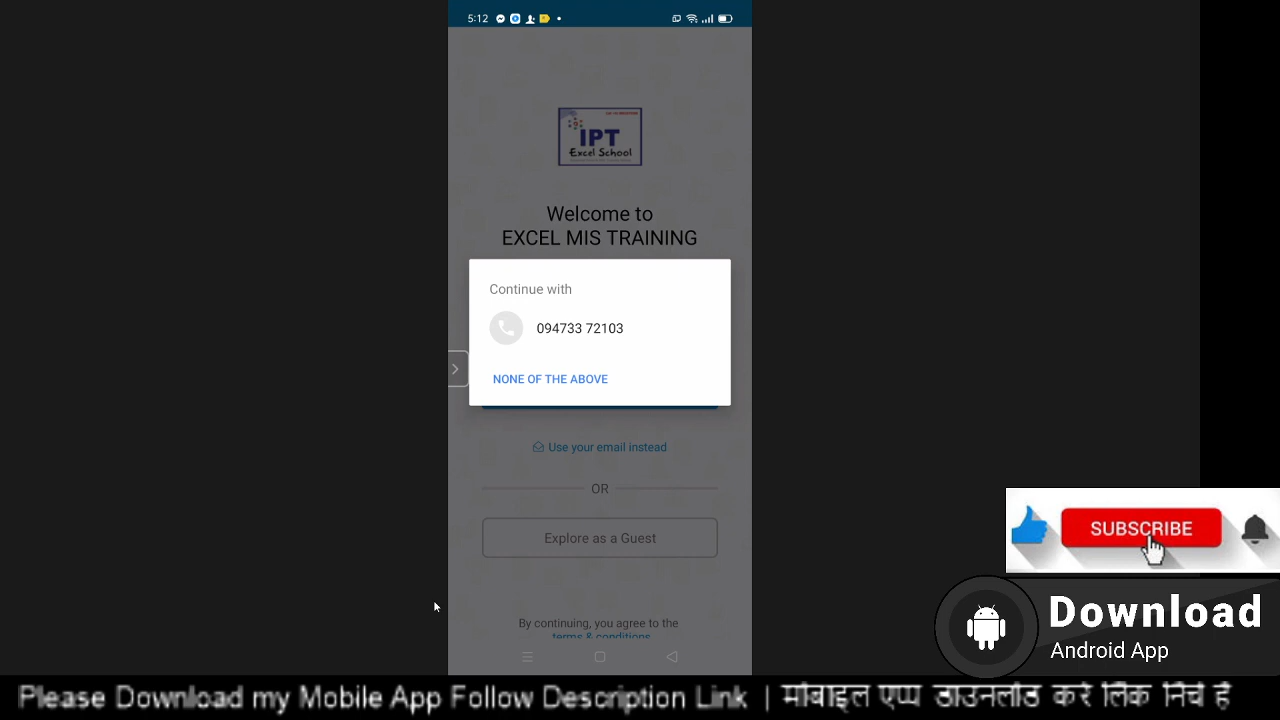 5:12
IPT
Excel School
Welcome to
EXCEL MIS TRAINING
Continue with
094733 72103
NONE OF THE ABOVE
Use your email instead
OR
Explore as a Guest
By continuing, you agree to the
terms & conditions
SUBSCRIBE
Download
Android App
Please Download my Mobile App Follow Description Link | मोबाइल एप्प डाउनलोड करे लिंक निचे है